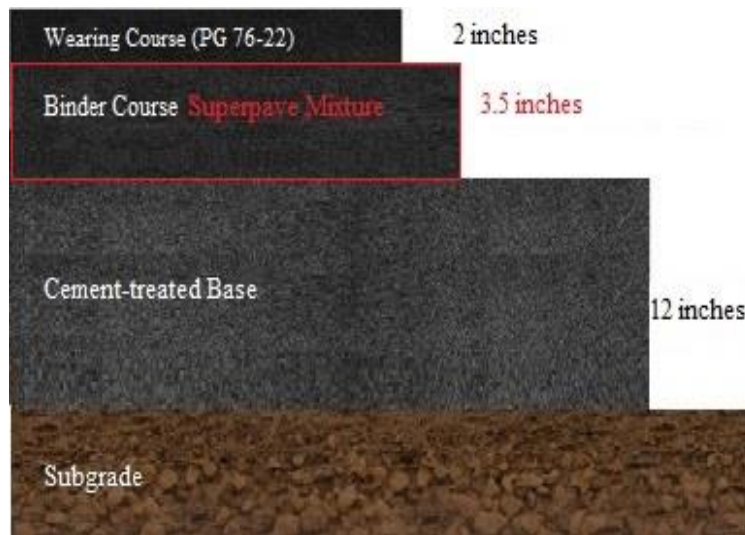 Wearing Course (PG 76-22) 2 inches
Binder Course Superpave Mixture 3.5 inches
Cement-treated Base
12 inches
Subgrade